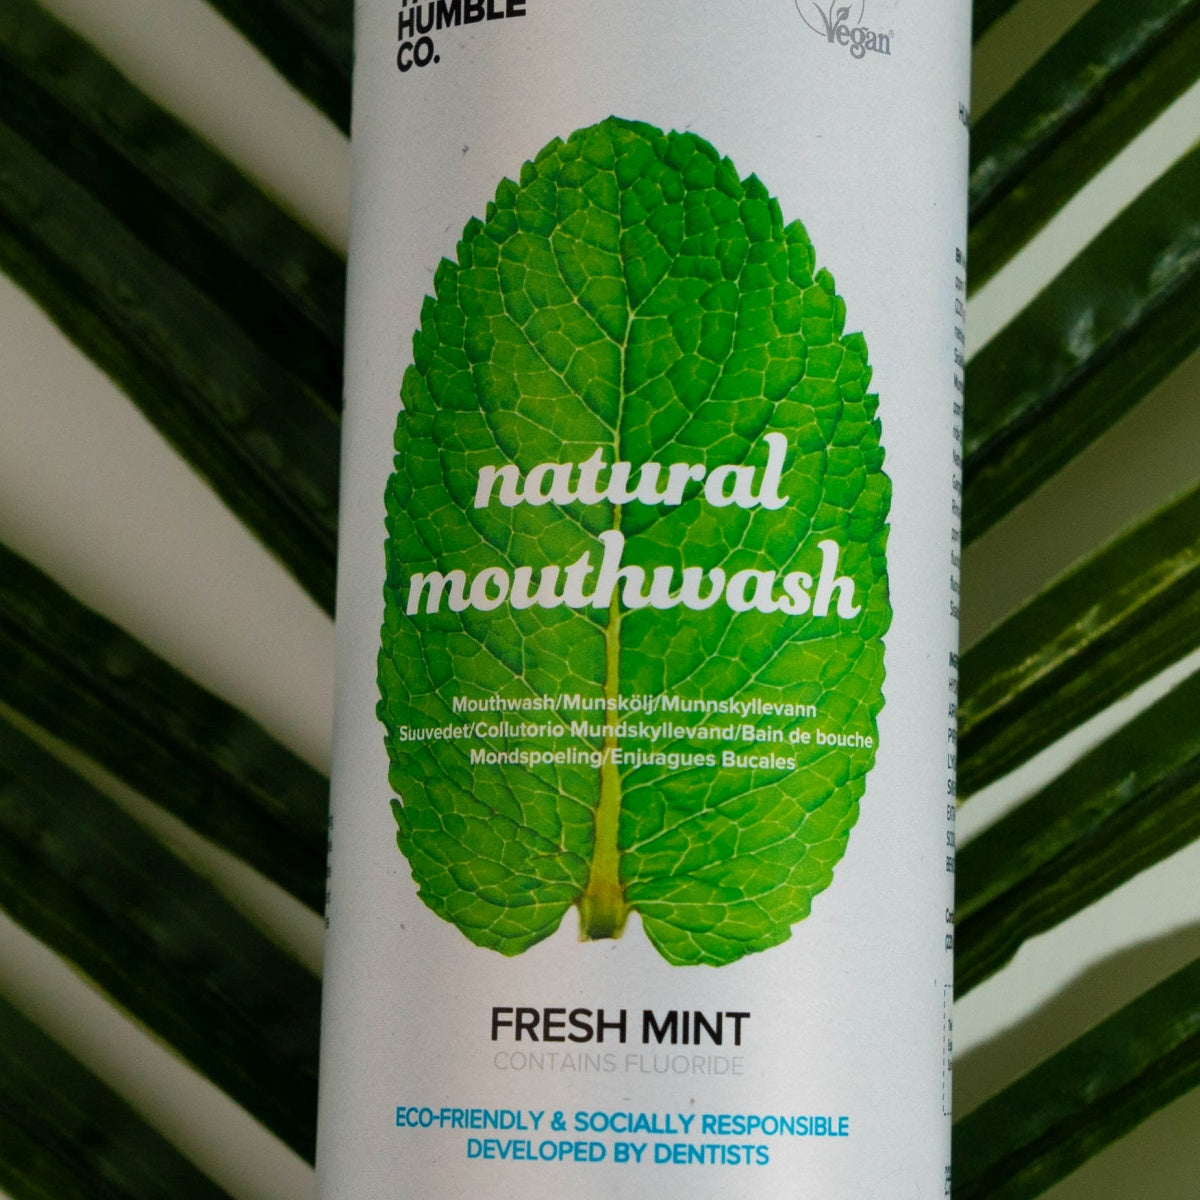 HUMBLE
CO.
Vegan
natural
mouthwash
Mouthwash/Munskölj/Munnskyllevann
Suuvedet/Collutorio Mundskyllevand/Bain de bouche
Mondspoeling/Enjuagues Bucales
FRESH MINT
CONTAINS FLUORIDE
ECO-FRIENDLY & SOCIALLY RESPONSIBLE
DEVELOPED BY DENTISTS